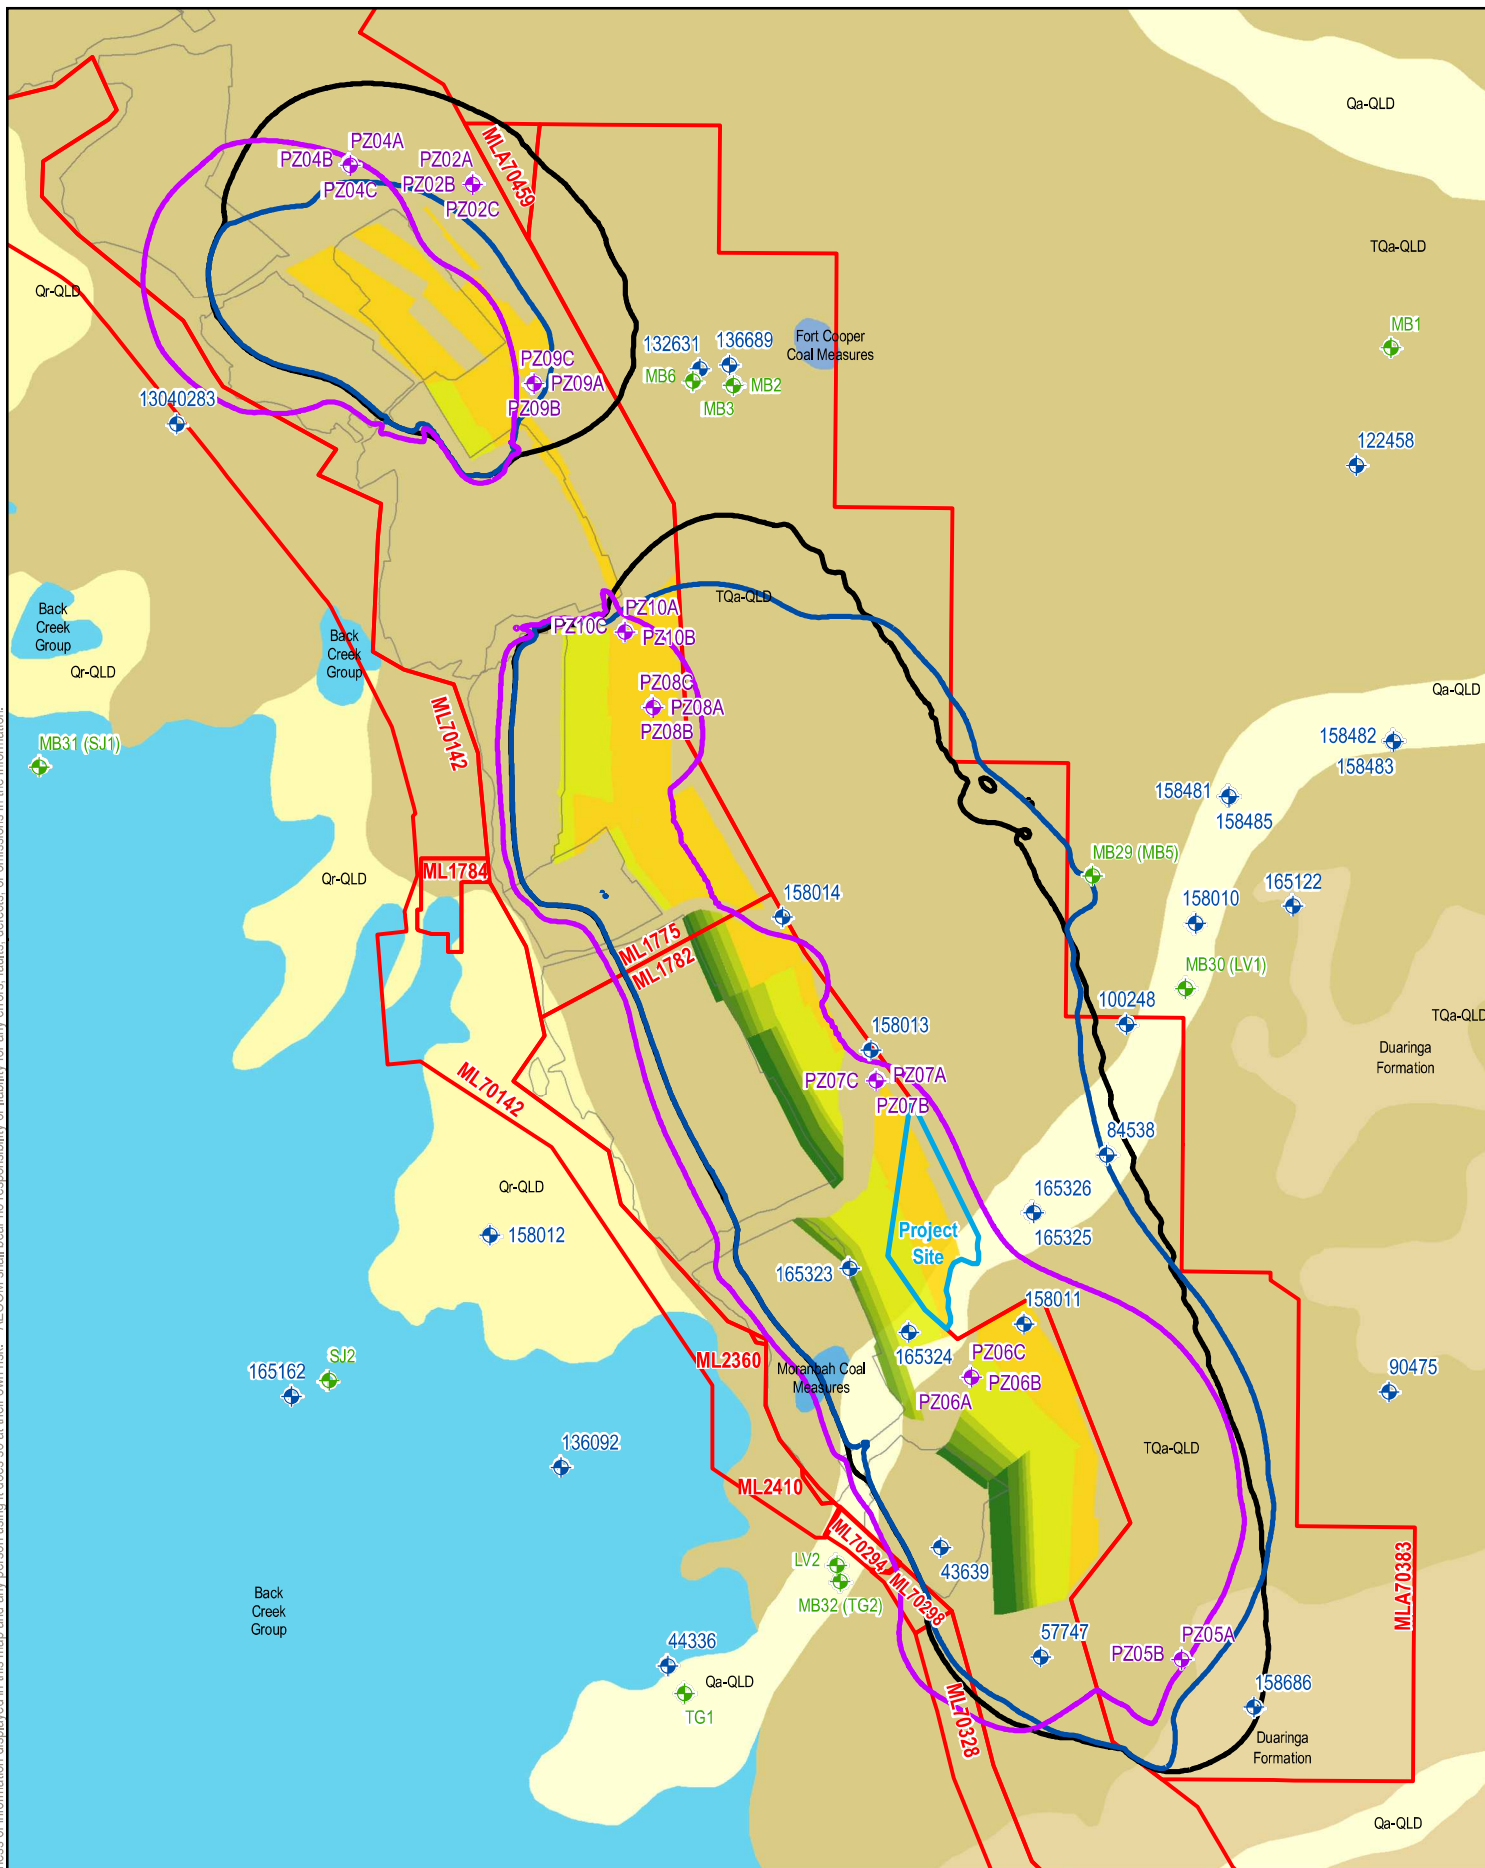 Qa-QLD
PZ04A
PZ04B
PZ04C
PZ02A
PZ02B
PZ02C
MLA70459
TQa-QLD
Qr-QLD
MB1
Fort Cooper
Coal Measures
132631
136689
MB6
MB2
MB3
PZ09C
PZ09A
PZ09B
13040283
122458
Back
Creek
Group
TQa-QLD
PZ10A
PZ10C
PZ10B
Back
Creek
Group
Qr-QLD
PZ08C
PZ08A
PZ08B
Qa-QLD
ML70142
MB31 (SJ1)
158482
158483
158481
158485
ML1784
Qr-QLD
MB29 (MB5)
165122
158014
158010
ML1775
ML1782
MB30 (LV1)
100248
TQa-QLD
158013
Duaringa
Formation
PZ07C
PZ07A
PZ07B
ML70142
84538
Qr-QLD
165326
165325
158012
Project
Site
165323
158011
165324
SJ2
165162
ML2360
Moranbah Coal
Measures
PZ06C
PZ06B
PZ06A
90475
136092
TQa-QLD
ML2410
ML70294
LV2
MB32 (TG2)
43639
ML70298
MLA70383
Back
Creek
Group
44336
57747
PZ05A
PZ05B
Qa-QLD
TG1
158686
ML70328
Duaringa
Formation
Qa-QLD